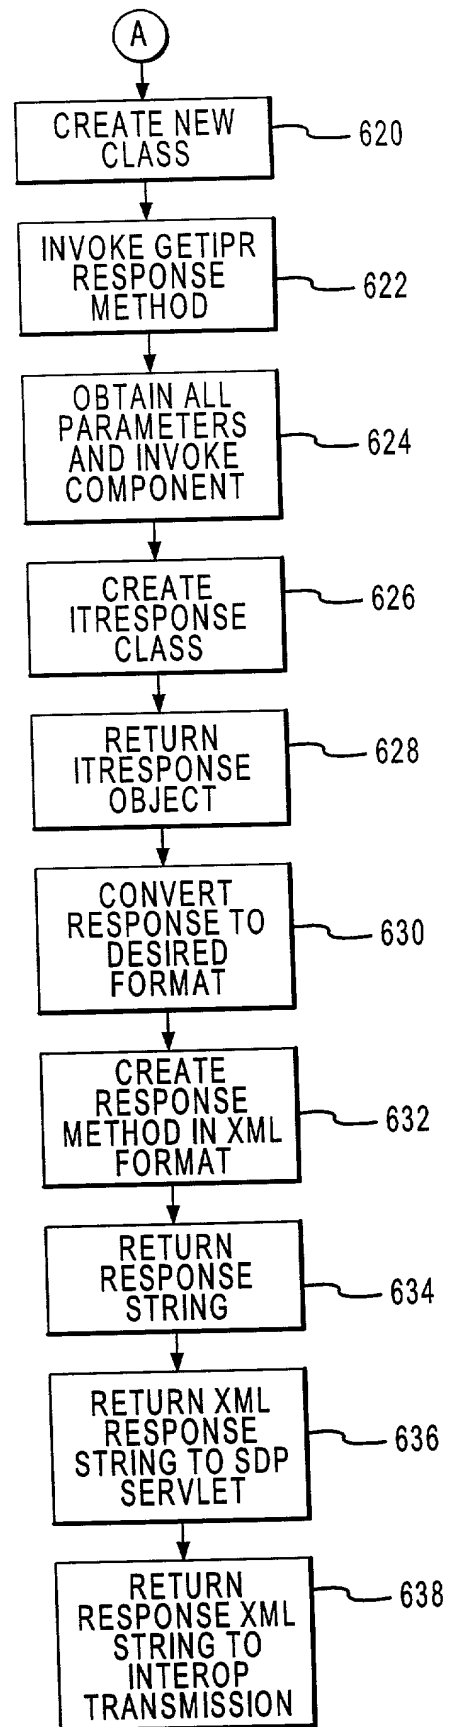 A
CREATE NEW
CLASS
620
INVOKE GETIPR
RESPONSE
METHOD
622
OBTAIN ALL
PARAMETERS
AND INVOKE
COMPONENT
624
CREATE
ITRESPONSE
CLASS
626
RETURN
ITRESPONSE
OBJECT
628
CONVERT
RESPONSE TO
DESIRED
FORMAT
630
CREATE
RESPONSE
METHOD IN XML
FORMAT
632
RETURN
RESPONSE
STRING
634
RETURN XML
RESPONSE
STRING TO SDP
SERVLET
636
RETURN
RESPONSE XML
STRING TO
INTEROP
TRANSMISSION
638